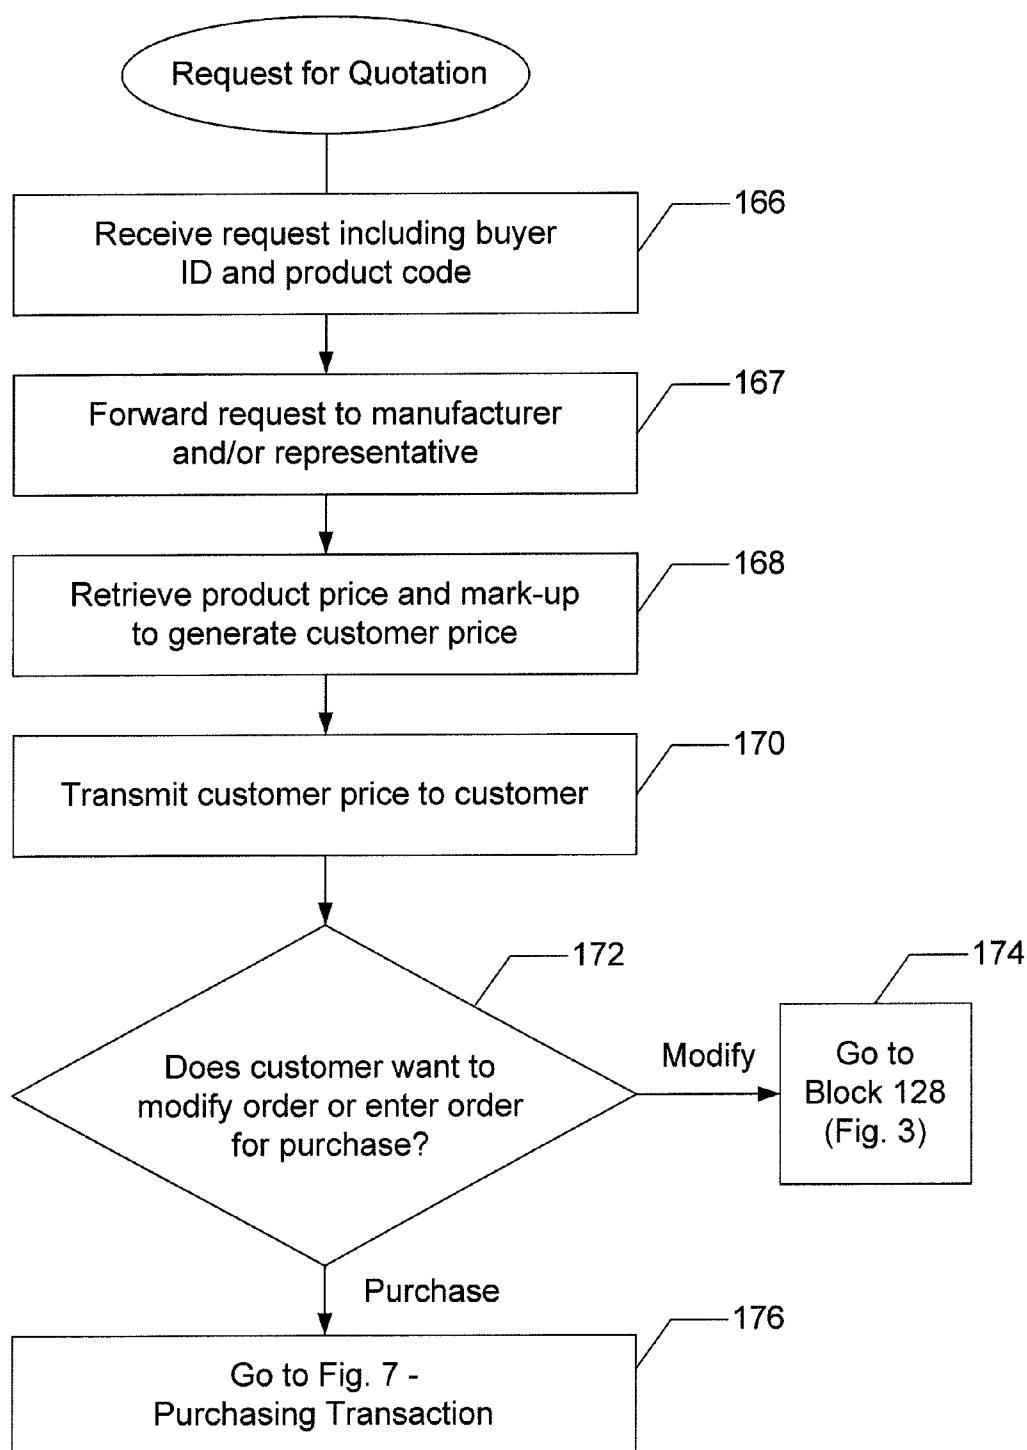 Request for Quotation
166
Receive request including buyer
ID and product code
167
Forward request to manufacturer
and/or representative
168
Retrieve product price and mark-up
to generate customer price
170
Transmit customer price to customer
172
174
Does customer want to
modify order or enter order
for purchase?
Modify
Go to
Block 128
(Fig. 3)
Purchase
176
Go to Fig. 7 -
Purchasing Transaction